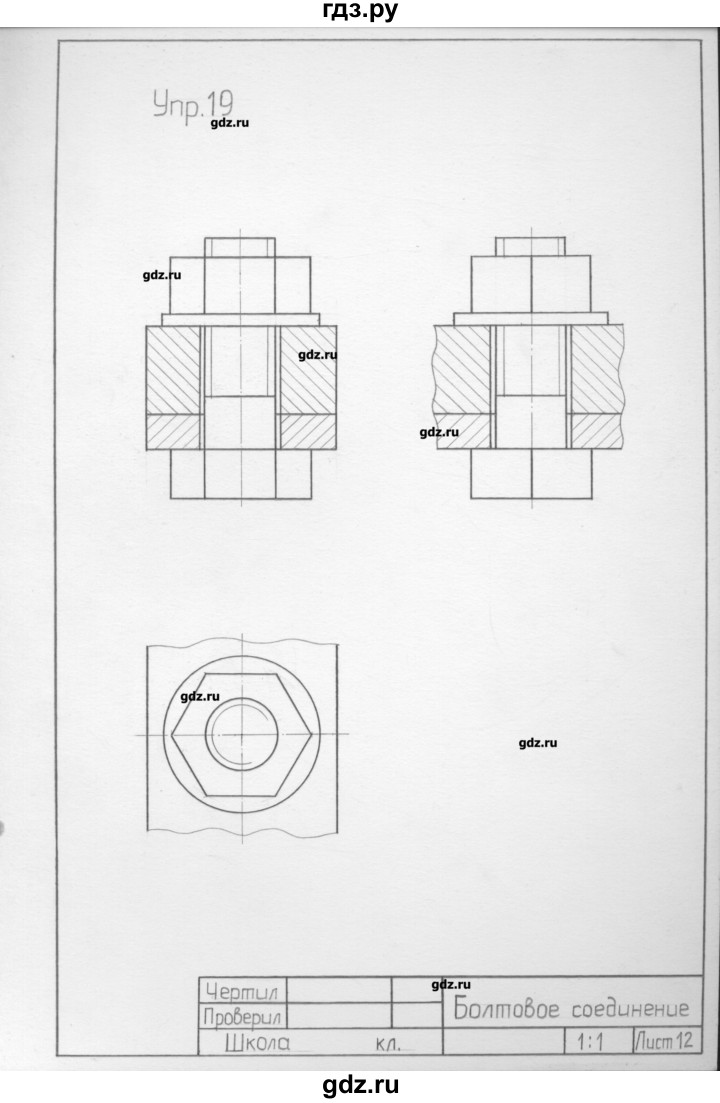 гдз.ру
Упр.19
gdz.ru
gdz.ru
gdz.ru
gdz.ru
gdz.ru
gdz.ru
gdz.ru
Чертил
Болтовое соединение
Проверил
Школа кл. 1:1 Лист 12
gdz.ru